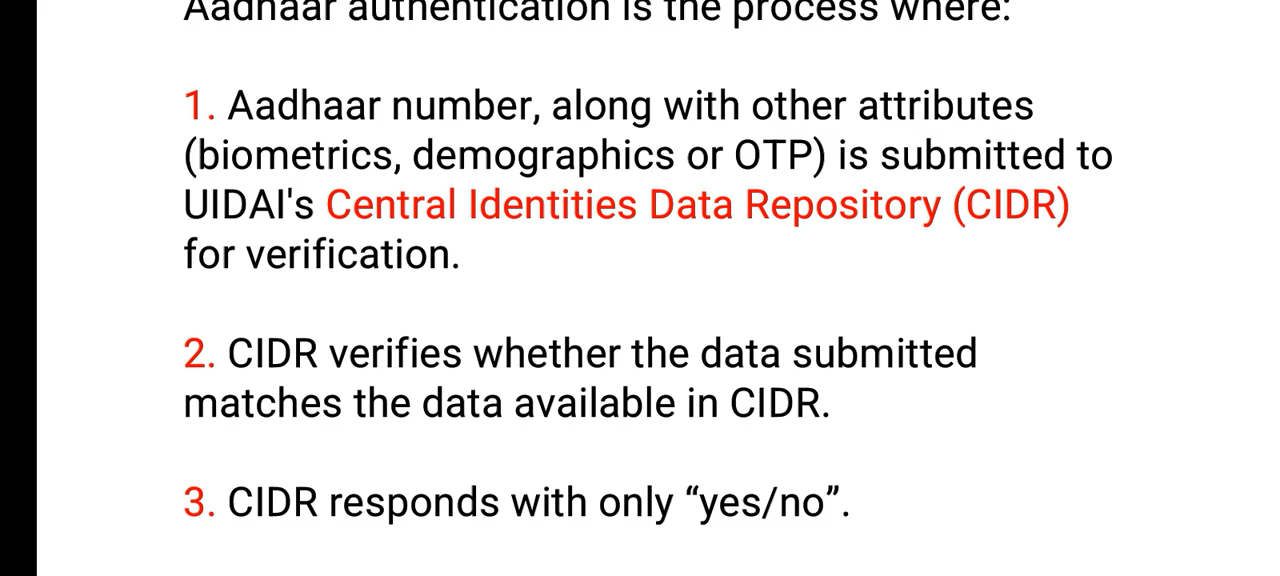 Aadhaar authentication is the process where:
1. Aadhaar number, along with other attributes
(biometrics, demographics or OTP) is submitted to
UIDAI's Central Identities Data Repository (CIDR)
for verification.
2. CIDR verifies whether the data submitted
matches the data available in CIDR.
3. CIDR responds with only “yes/no”.